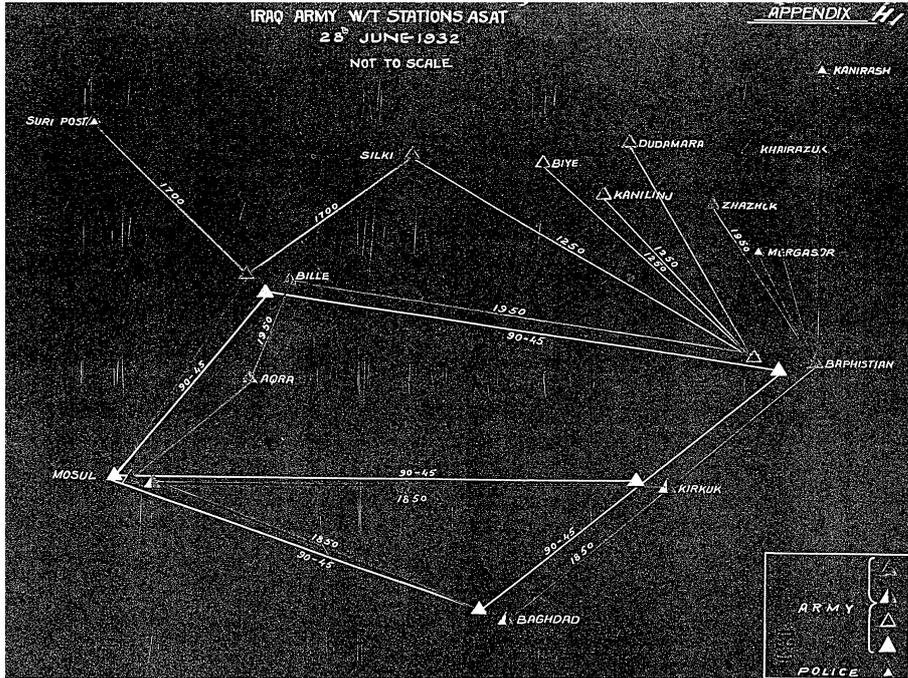 APPENDIX H1
IRAQ ARMY W/T STATIONS AS AT
28th JUNE 1932
NOT TO SCALE
KANIRASH
SURI POST
SILKI
BIYE
DUDAMARA
KHAIRAZUK
KANILINJ
ZHAZHUK
MERGASOR
1700
1700
1250
1250
1250
1950
BILLE
1950
90-45
1950
90-45
AQRA
BAPHISTIAN
MOSUL
90-45
1850
KIRKUK
1850
90-45
90-45
1850
BAGHDAD
ARMY
POLICE